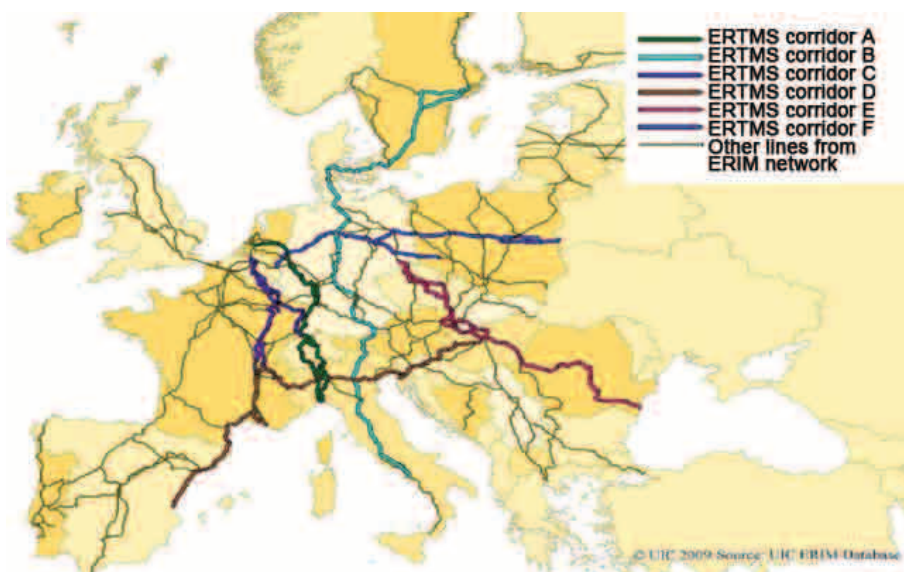 ERTMS corridor A
ERTMS corridor B
ERTMS corridor C
ERTMS corridor D
ERTMS corridor E
ERTMS corridor F
Other lines from
ERIM network
© UIC 2009 Source: UIC ERIM Database